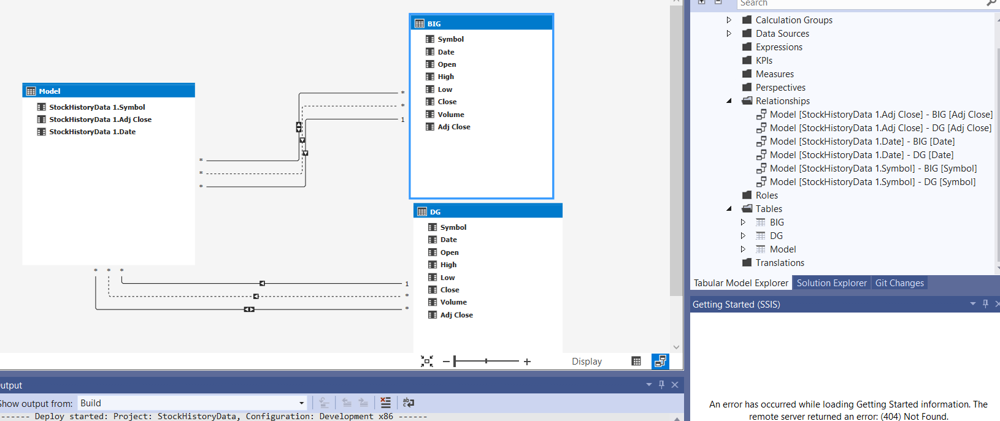 Model
StockHistoryData 1.Symbol
StockHistoryData 1.Adj Close
StockHistoryData 1.Date
*
*
*
*
*
1
* * *
1
*
*
BIG
Symbol
Date
Open
High
Low
Close
Volume
Adj Close
DG
Symbol
Date
Open
High
Low
Close
Volume
Adj Close
Display
Search
Calculation Groups
Data Sources
Expressions
KPIs
Measures
Perspectives
Relationships
Model [StockHistoryData 1.Adj Close] - BIG [Adj Close]
Model [StockHistoryData 1.Adj Close] - DG [Adj Close]
Model [StockHistoryData 1.Date] - BIG [Date]
Model [StockHistoryData 1.Date] - DG [Date]
Model [StockHistoryData 1.Symbol] - BIG [Symbol]
Model [StockHistoryData 1.Symbol] - DG [Symbol]
Roles
Tables
BIG
DG
Model
Translations
Tabular Model Explorer Solution Explorer Git Changes
Getting Started (SSIS)
An error has occurred while loading Getting Started information. The
remote server returned an error: (404) Not Found.
utput
Show output from: Build
------ Deploy started: Project: StockHistoryData, Configuration: Development x86 ------